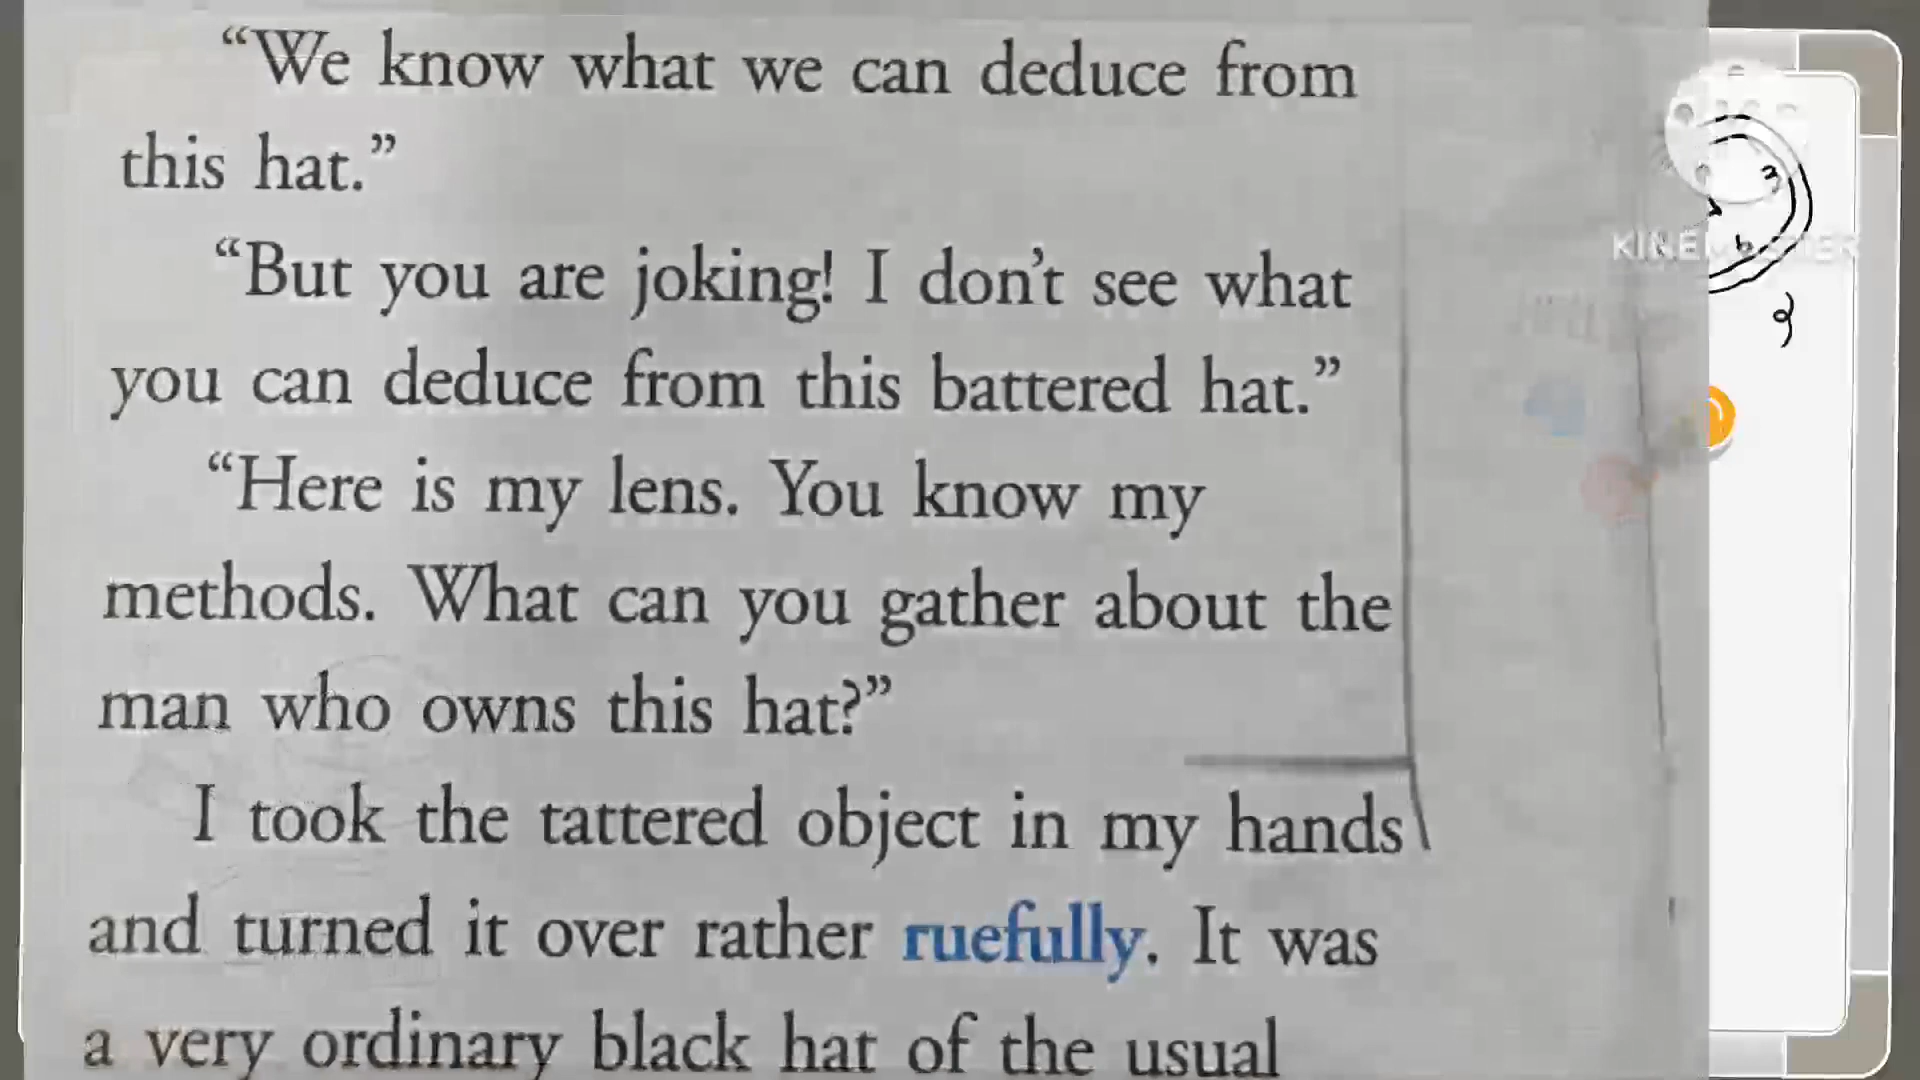 “We know what we can deduce from
this hat.”
“But you are joking! I don’t see what
you can deduce from this battered hat.”
“Here is my lens. You know my
methods. What can you gather about the
man who owns this hat?”
I took the tattered object in my hands
and turned it over rather ruefully. It was
a very ordinary black hat of the usual
KINEMASTER
3
6